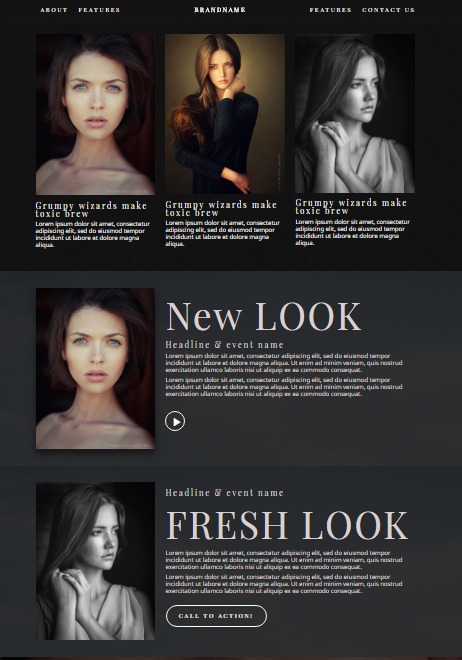 ABOUT FEATURES BRANDNAME FEATURES CONTACT US
Grumpy wizards make
toxic brew
Lorem ipsum dolor sit amet, consectetur
adipiscing elit, sed do eiusmod tempor
incididunt ut labore et dolore magna
aliqua.
Grumpy wizards make
toxic brew
Lorem ipsum dolor sit amet, consectetur
adipiscing elit, sed do eiusmod tempor
incididunt ut labore et dolore magna
aliqua.
Grumpy wizards make
toxic brew
Lorem ipsum dolor sit amet, consectetur
adipiscing elit, sed do eiusmod tempor
incididunt ut labore et dolore magna
aliqua.
New LOOK
Headline & event name
Lorem ipsum dolor sit amet, consectetur adipiscing elit, sed do eiusmod tempor
incididunt ut labore et dolore magna aliqua. Ut enim ad minim veniam, quis nostrud
exercitation ullamco laboris nisi ut aliquip ex ea commodo consequat.
Lorem ipsum dolor sit amet, consectetur adipiscing elit, sed do eiusmod tempor
incididunt ut labore et dolore magna aliqua. Ut enim ad minim veniam, quis nostrud
exercitation ullamco laboris nisi ut aliquip ex ea commodo consequat.
Headline & event name
FRESH LOOK
Lorem ipsum dolor sit amet, consectetur adipiscing elit, sed do eiusmod tempor
incididunt ut labore et dolore magna aliqua. Ut enim ad minim veniam, quis nostrud
exercitation ullamco laboris nisi ut aliquip ex ea commodo consequat.
Lorem ipsum dolor sit amet, consectetur adipiscing elit, sed do eiusmod tempor
incididunt ut labore et dolore magna aliqua. Ut enim ad minim veniam, quis nostrud
exercitation ullamco laboris nisi ut aliquip ex ea commodo consequat.
CALL TO ACTION!